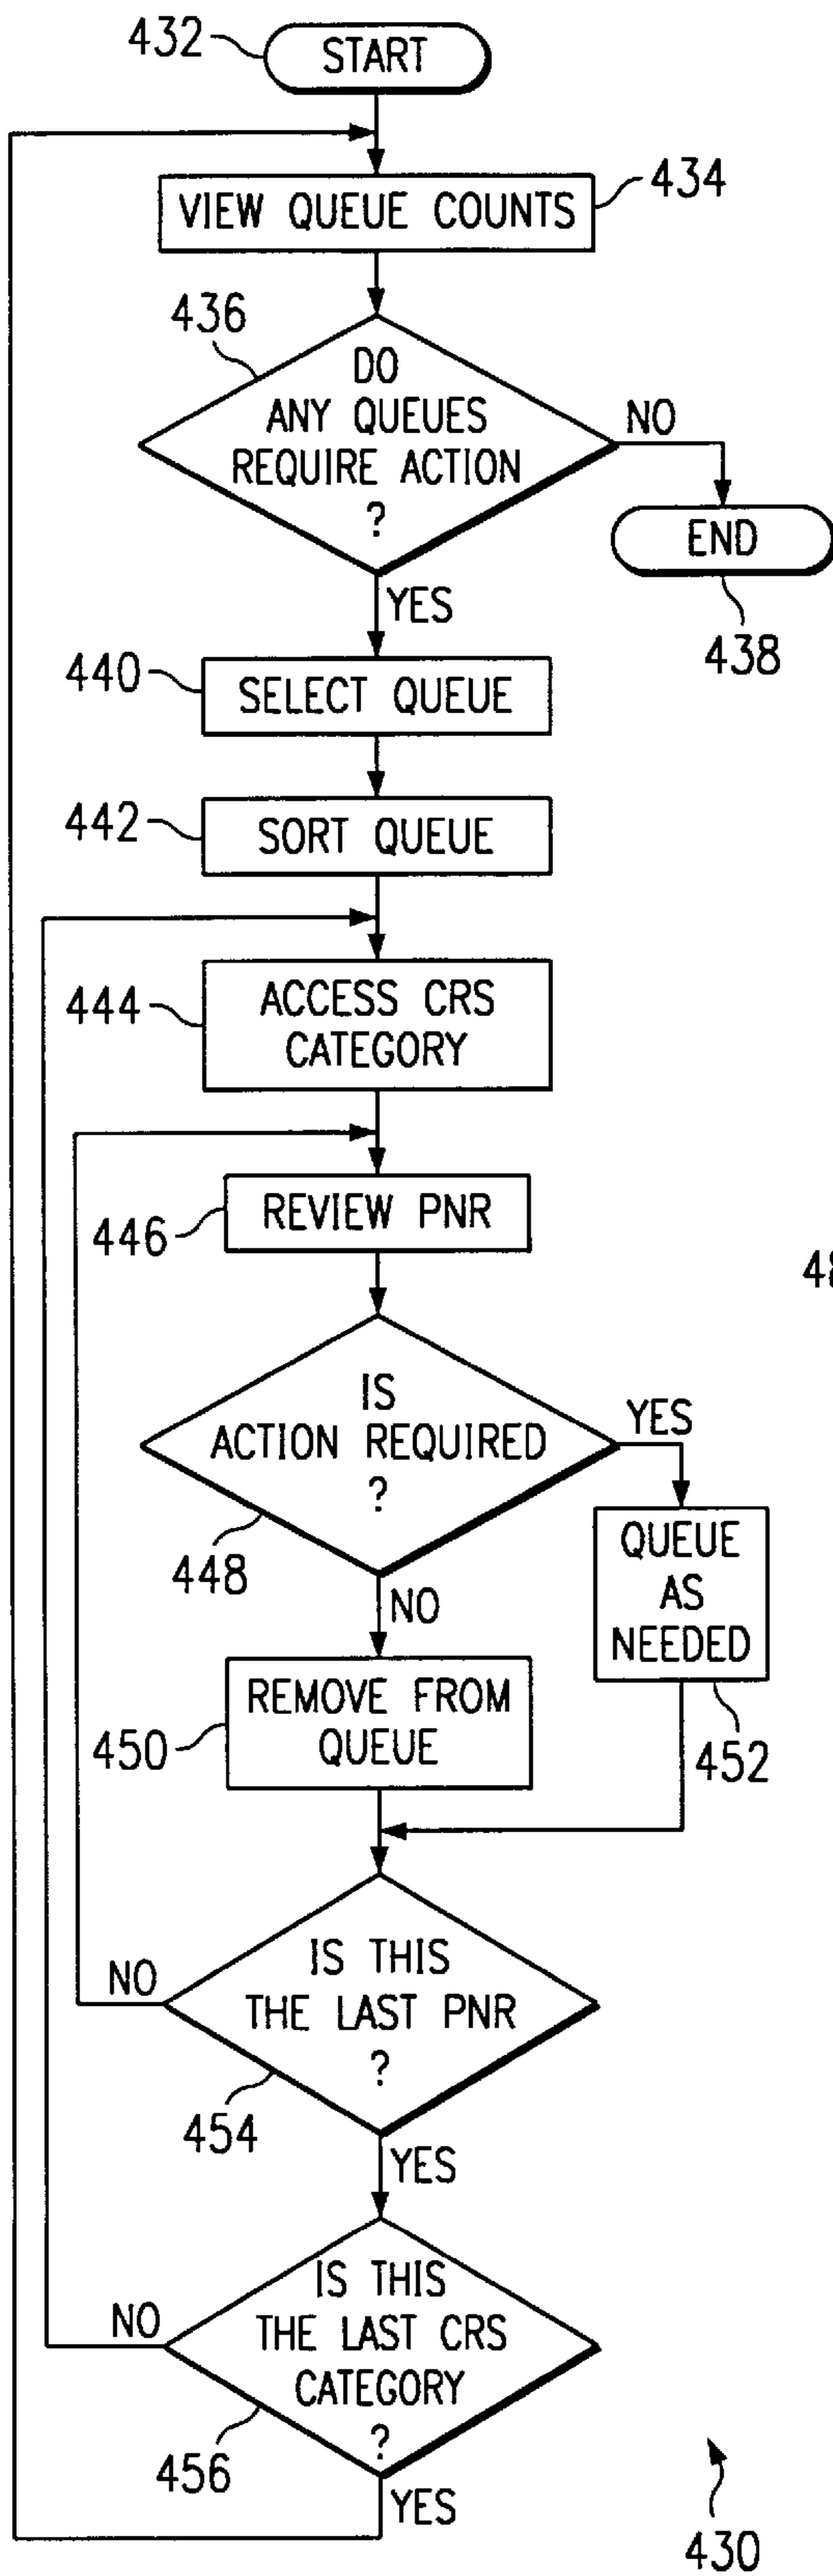 432
START
VIEW QUEUE COUNTS
434
436
DO
ANY QUEUES
REQUIRE ACTION
?
NO
END
438
YES
440
SELECT QUEUE
442
SORT QUEUE
444
ACCESS CRS
CATEGORY
446
REVIEW PNR
48
IS
ACTION REQUIRED
?
448
YES
QUEUE
AS
NEEDED
452
NO
450
REMOVE FROM
QUEUE
IS THIS
THE LAST PNR
?
NO
454
YES
IS THIS
THE LAST CRS
CATEGORY
?
NO
456
YES
430